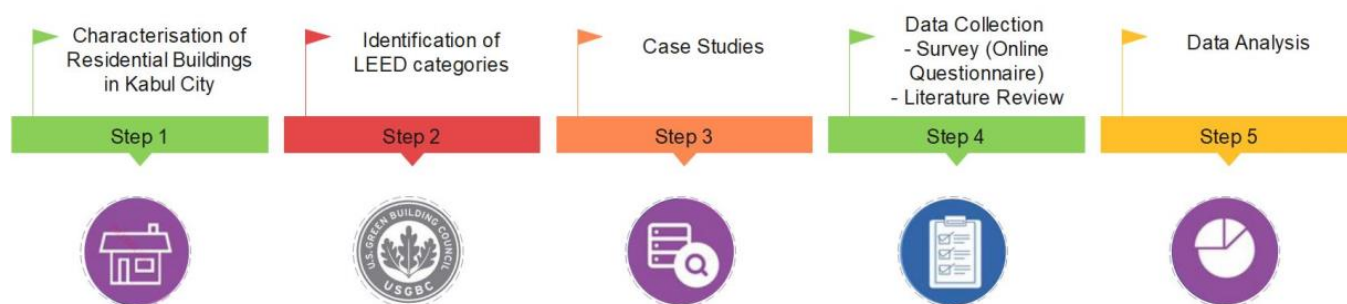 Characterisation of
Residential Buildings
in Kabul City
Step 1
Identification of
LEED categories
Step 2
U.S. GREEN BUILDING COUNCIL
USGBC
Case Studies
Step 3
Data Collection
- Survey (Online
Questionnaire)
- Literature Review
Step 4
Data Analysis
Step 5